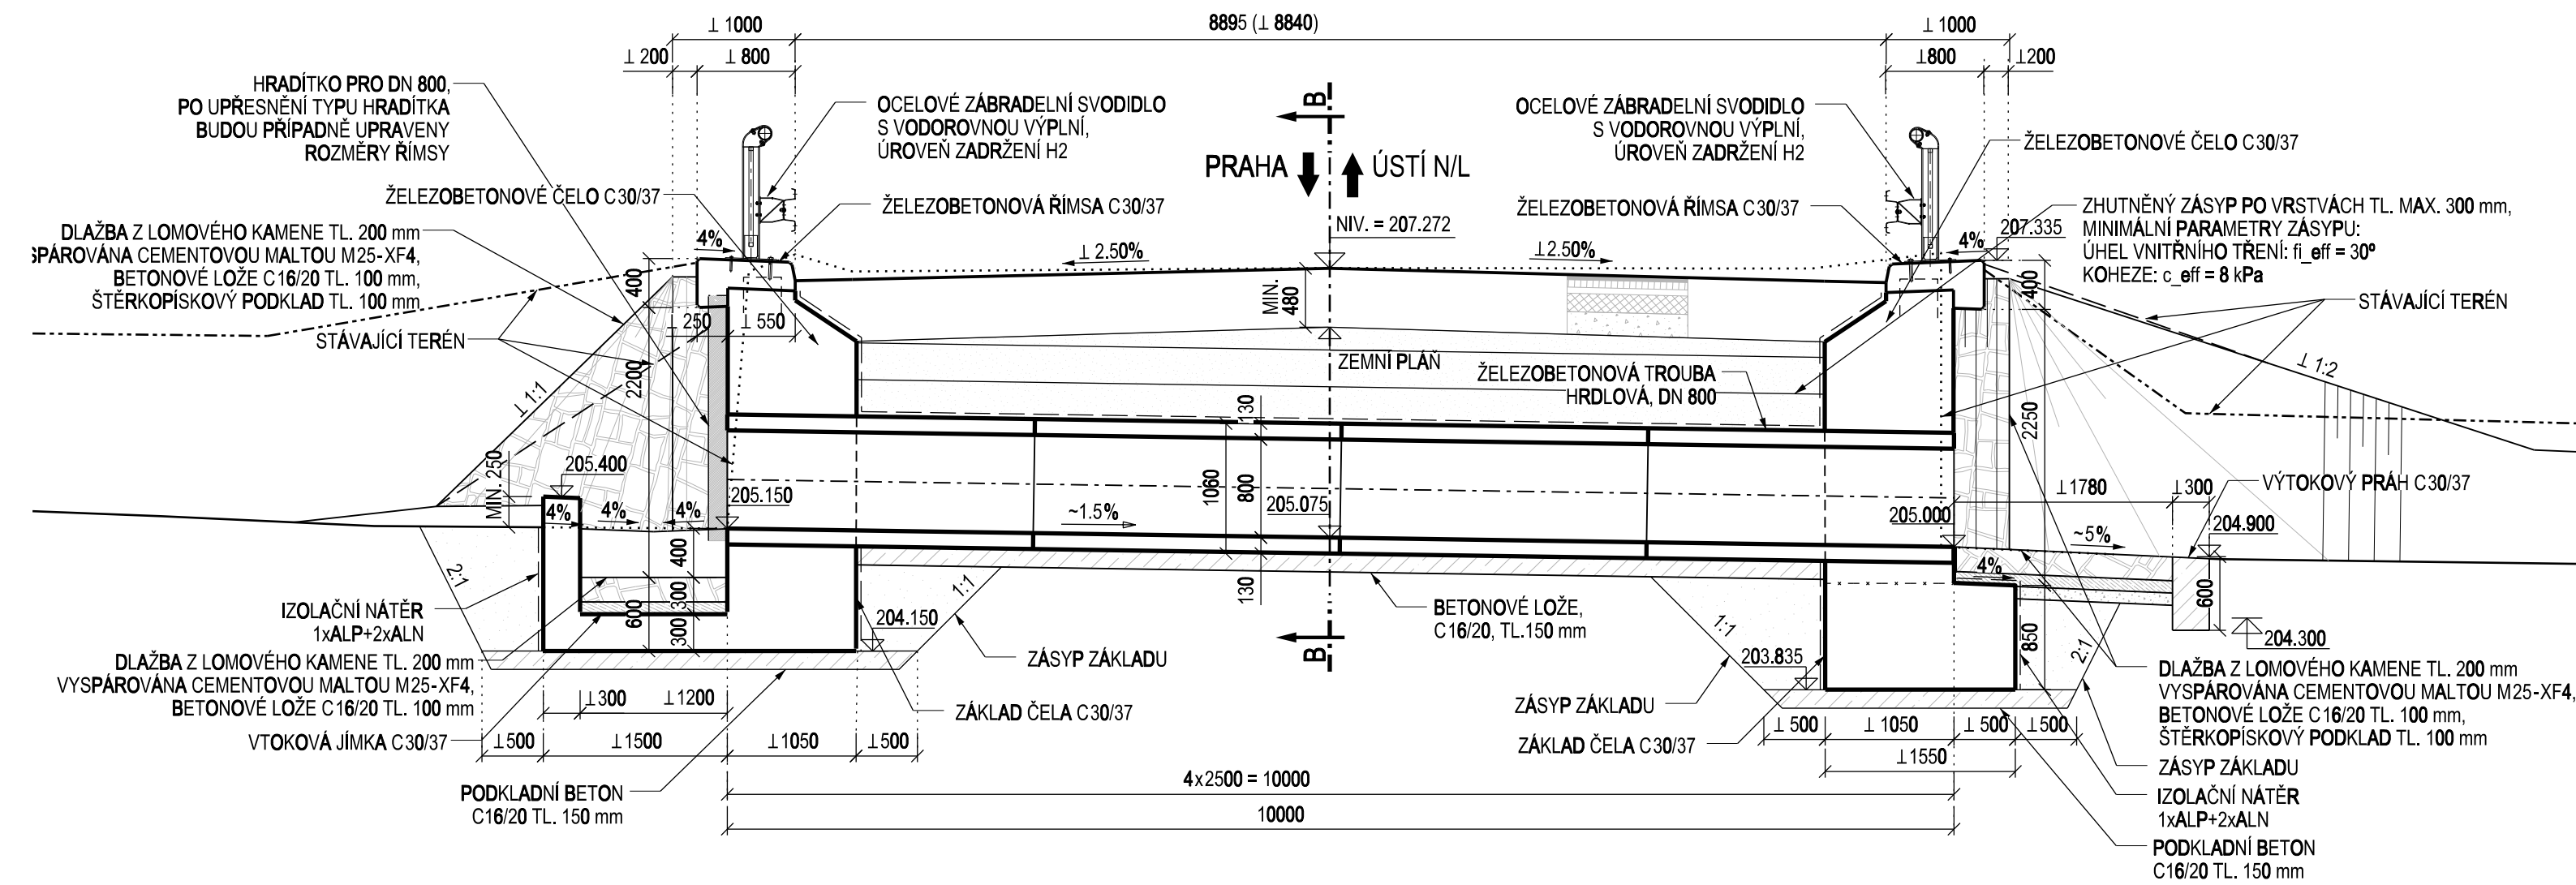 ⊥ 1000
8895 (⊥ 8840)
⊥ 1000
⊥ 200
⊥ 800
⊥800
⊥200
HRADÍTKO PRO DN 800,
PO UPŘESNĚNÍ TYPU HRADÍTKA
BUDOU PŘÍPADNĚ UPRAVENY
ROZMĚRY ŘÍMSY
OCELOVÉ ZÁBRADELNÍ SVODIDLO
S VODOROVNOU VÝPLNÍ,
ÚROVEŇ ZADRŽENÍ H2
B
PRAHA
ÚSTÍ N/L
OCELOVÉ ZÁBRADELNÍ SVODIDLO
S VODOROVNOU VÝPLNÍ,
ÚROVEŇ ZADRŽENÍ H2
ŽELEZOBETONOVÉ ČELO C30/37
ŽELEZOBETONOVÉ ČELO C30/37
ŽELEZOBETONOVÁ ŘÍMSA C30/37
NIV. = 207.272
ŽELEZOBETONOVÁ ŘÍMSA C30/37
ZHUTNĚNÝ ZÁSYP PO VRSTVÁCH TL. MAX. 300 mm,
MINIMÁLNÍ PARAMETRY ZÁSYPU:
ÚHEL VNITŘNÍHO TŘENÍ: fi_eff = 30º
KOHEZE: c_eff = 8 kPa
DLAŽBA Z LOMOVÉHO KAMENE TL. 200 mm
SPÁROVÁNA CEMENTOVOU MALTOU M25-XF4,
BETONOVÉ LOŽE C16/20 TL. 100 mm,
ŠTĚRKOPÍSKOVÝ PODKLAD TL. 100 mm
4%
⊥ 2.50%
⊥2.50%
4%
207.335
400
MIN.
480
400
STÁVAJÍCÍ TERÉN
⊥ 250
⊥ 550
STÁVAJÍCÍ TERÉN
ZEMNÍ PLÁŇ
ŽELEZOBETONOVÁ TROUBA
HRDLOVÁ, DN 800
⊥ 1:1
2200
⊥ 1:2
2250
130
1060
800
130
MIN. 250
205.400
205.150
205.075
205.000
4%
4%
4%
~1.5%
⊥1780
⊥300
VÝTOKOVÝ PRÁH C30/37
204.900
~5%
4%
600
204.300
2:1
400
300
600
300
1:1
204.150
IZOLAČNÍ NÁTĚR
1xALP+2xALN
BETONOVÉ LOŽE,
C16/20, TL.150 mm
B
1:1
850
2:1
203.835
DLAŽBA Z LOMOVÉHO KAMENE TL. 200 mm
VYSPÁROVÁNA CEMENTOVOU MALTOU M25-XF4,
BETONOVÉ LOŽE C16/20 TL. 100 mm
ZÁSYP ZÁKLADU
DLAŽBA Z LOMOVÉHO KAMENE TL. 200 mm
VYSPÁROVÁNA CEMENTOVOU MALTOU M25-XF4,
BETONOVÉ LOŽE C16/20 TL. 100 mm,
ŠTĚRKOPÍSKOVÝ PODKLAD TL. 100 mm
⊥300
⊥1200
ZÁKLAD ČELA C30/37
ZÁSYP ZÁKLADU
VTOKOVÁ JÍMKA C30/37
⊥500
⊥1500
⊥1050
⊥500
ZÁKLAD ČELA C30/37
⊥ 500
⊥ 1050
⊥ 500
⊥500
⊥1550
ZÁSYP ZÁKLADU
4x2500 = 10000
PODKLADNÍ BETON
C16/20 TL. 150 mm
10000
IZOLAČNÍ NÁTĚR
1xALP+2xALN
PODKLADNÍ BETON
C16/20 TL. 150 mm